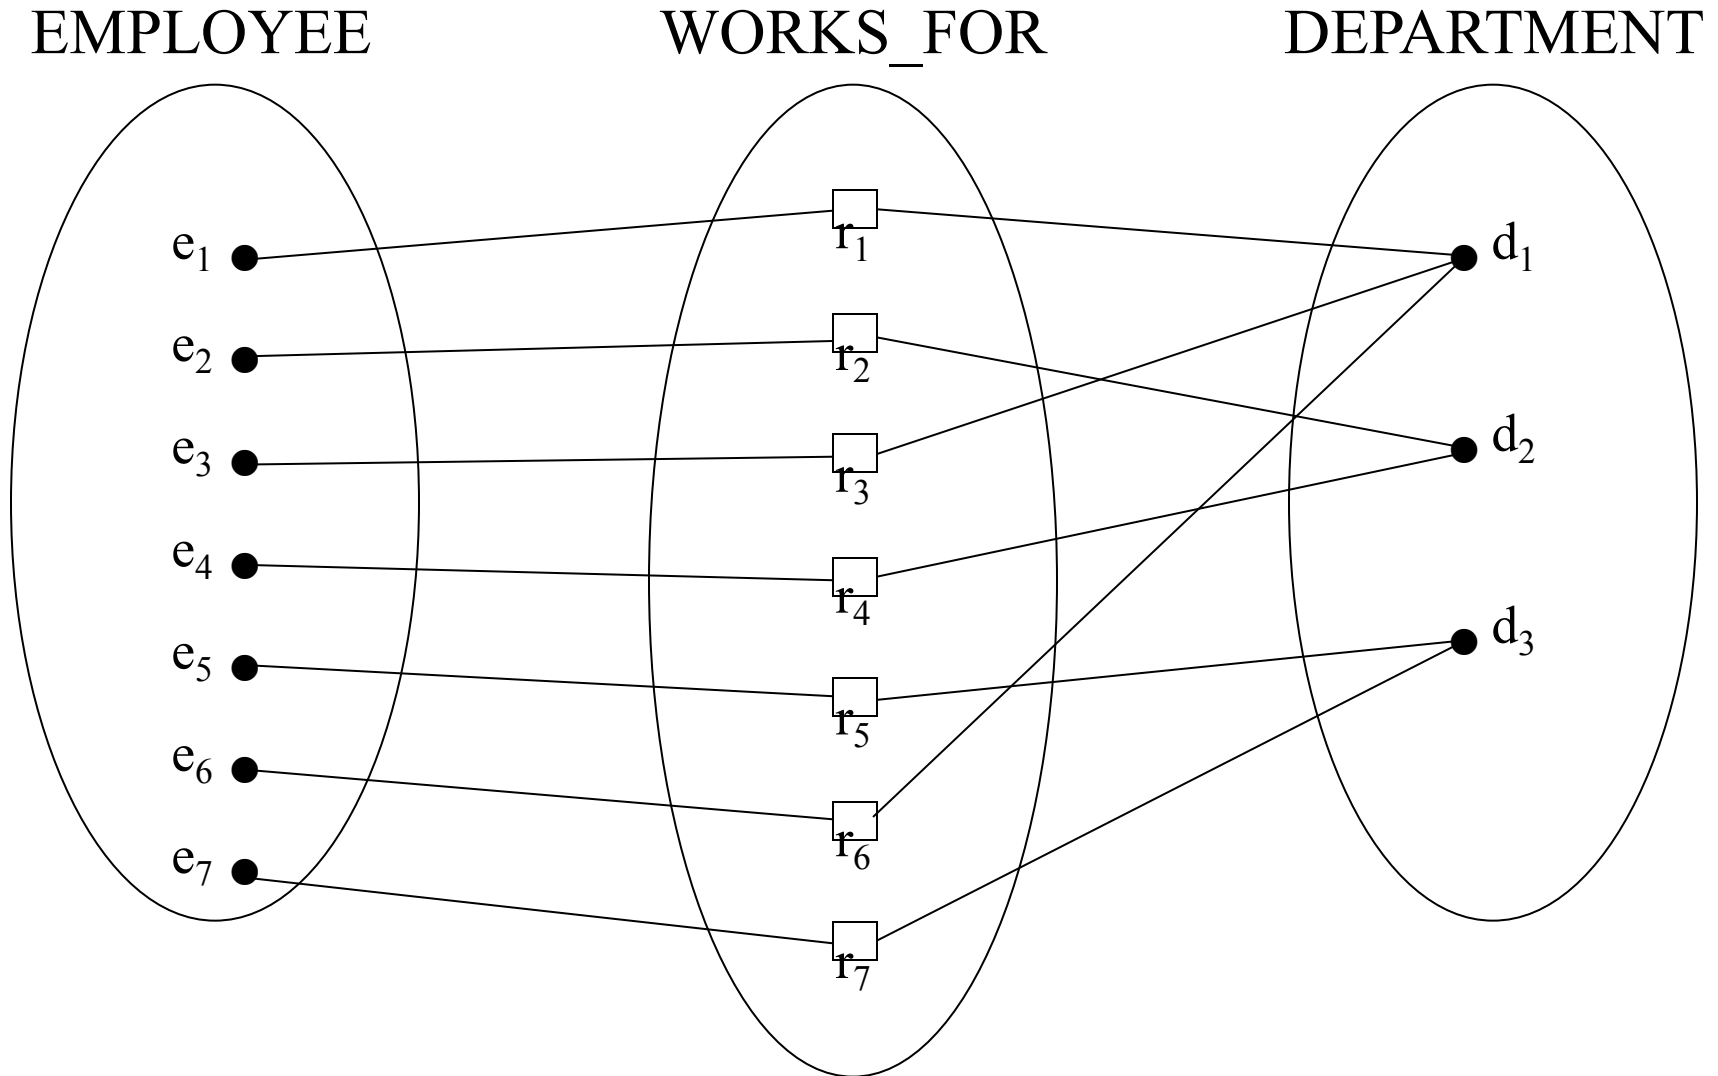 EMPLOYEE WORKS_FOR DEPARTMENT
e1 r1 d1
e2 r2
e3 r3 d2
e4 r4
e5 r5 d3
e6 r6
e7 r7